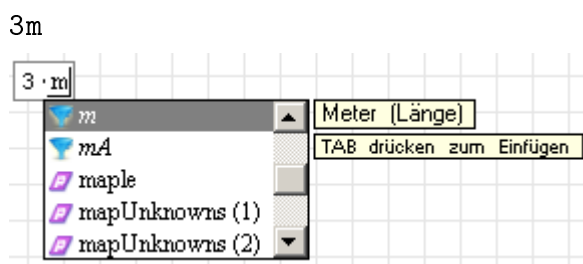 3m
3 · m
m
Meter (Länge)
mA
TAB drücken zum Einfügen
maple
mapUnknowns (1)
mapUnknowns (2)